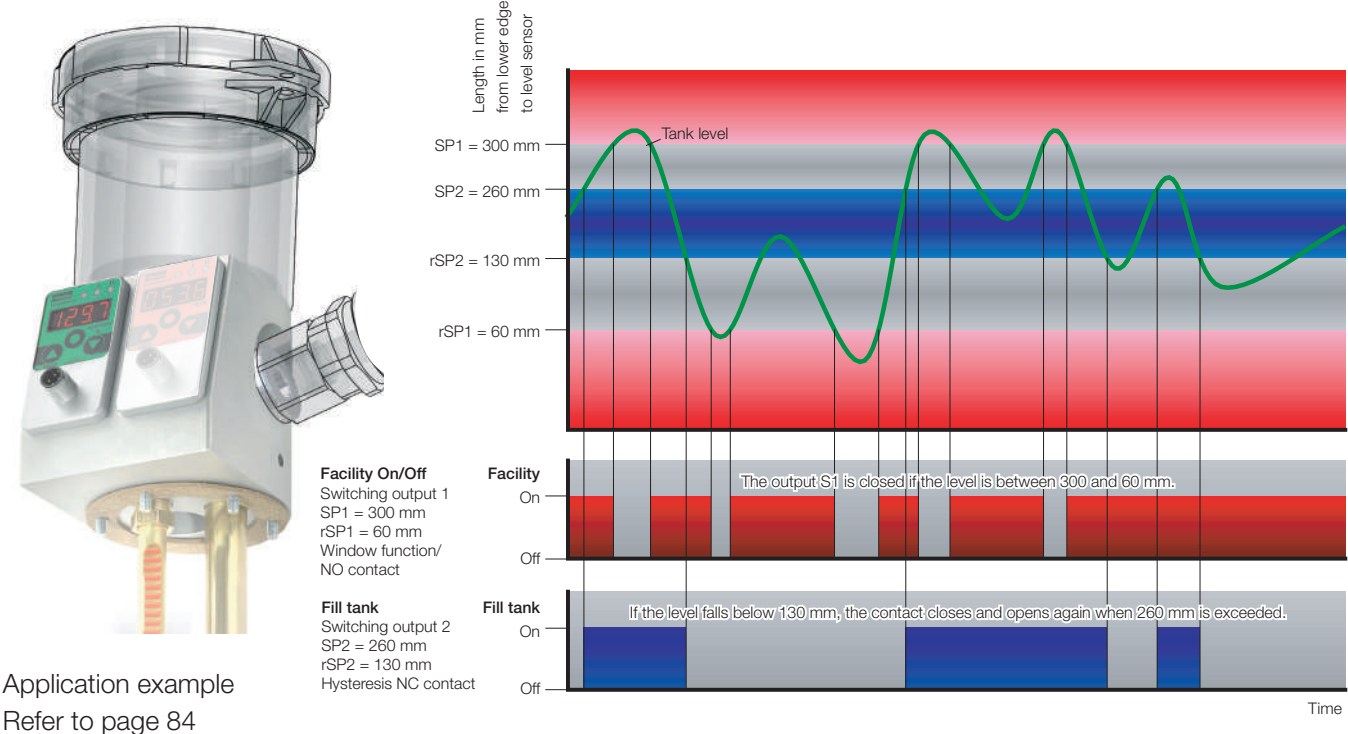 Length in mm
from lower edge
to level sensor
SP1 = 300 mm
Tank level
SP2 = 260 mm
rSP2 = 130 mm
rSP1 = 60 mm
129.7
Facility On/Off
Switching output 1
SP1 = 300 mm
rSP1 = 60 mm
Window function/
NO contact
Facility
On
Off
The output S1 is closed if the level is between 300 and 60 mm.
Fill tank
Switching output 2
SP2 = 260 mm
rSP2 = 130 mm
Hysteresis NC contact
Fill tank
On
Off
If the level falls below 130 mm, the contact closes and opens again when 260 mm is exceeded.
Time
Application example
Refer to page 84